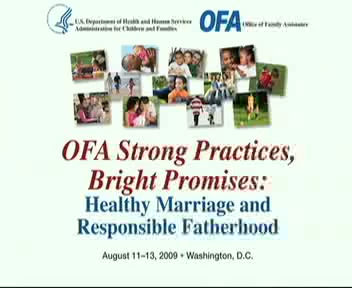 U.S. Department of Health and Human Services
Administration for Children and Families
OFA Office of Family Assistance
OFA Strong Practices,
Bright Promises:
Healthy Marriage and
Responsible Fatherhood
August 11–13, 2009 • Washington, D.C.